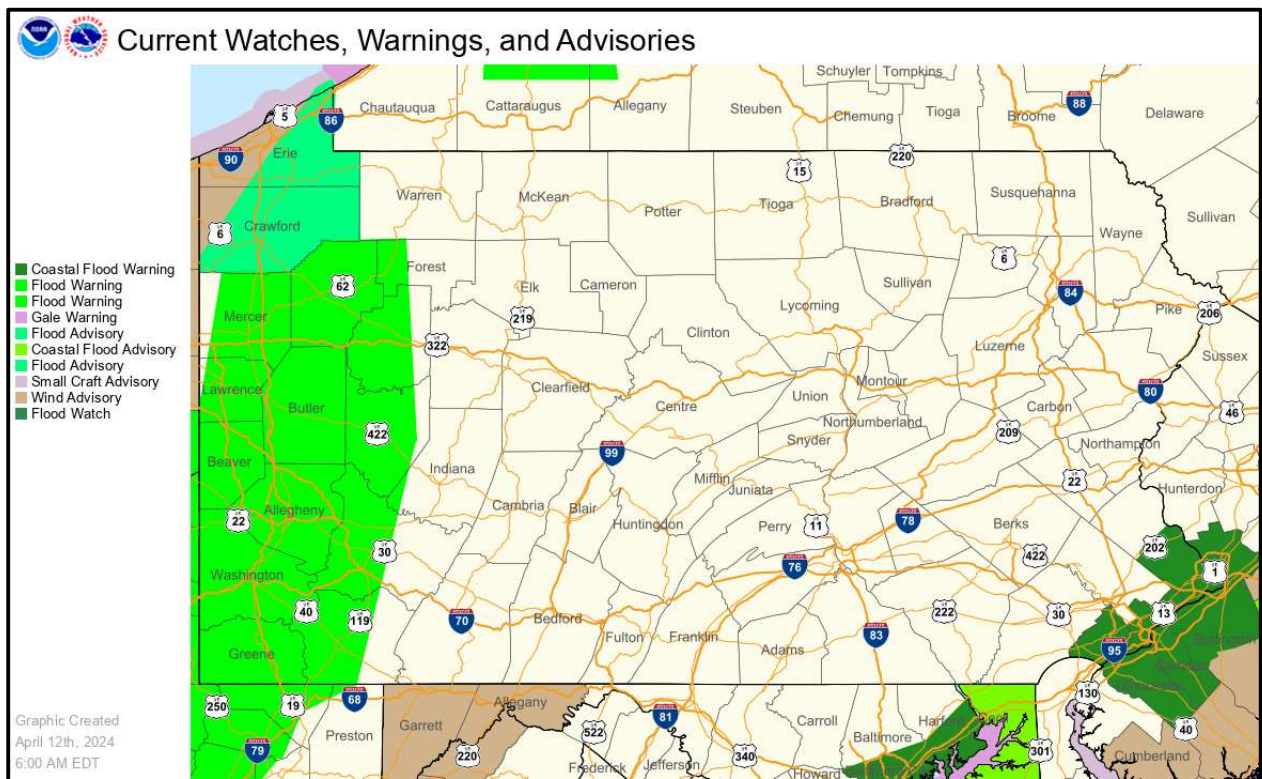 Current Watches, Warnings, and Advisories
Coastal Flood Warning
Flood Warning
Flood Warning
Gale Warning
Flood Advisory
Coastal Flood Advisory
Flood Advisory
Small Craft Advisory
Wind Advisory
Flood Watch
Schuyler Tompkins
Chautauqua Cattaraugus Allegany Steuben Chemung Tioga Broome 88 Delaware
5 86
90 Erie
15 220
Warren McKean Potter Tioga Bradford Susquehanna
6 Crawford Wayne Sullivan
Forest 6
62 Elk Cameron Lycoming Sullivan 84 Pike 206
Mercer 219 Clinton
322 Luzerne Sussex
Lawrence Clearfield Centre Union Montour 80
Butler Carbon 46
422 Snyder Northumberland 209 Northampton
Beaver Indiana 99 Mifflin 22 Hunterdon
22 Allegheny Cambria Blair Huntingdon Juniata Perry 11 78 Berks
30 422 202
Washington 76 1
40 119 70 Bedford 222 30 13
Greene Fulton Franklin Adams 83 95 Burlington
250 19 68 Allegany 81 130
Garrett Carroll Harford 40
79 Preston 220 522 Frederick Jefferson 340 Howard Baltimore 301 Cumberland
Graphic Created
April 12th, 2024
6:00 AM EDT